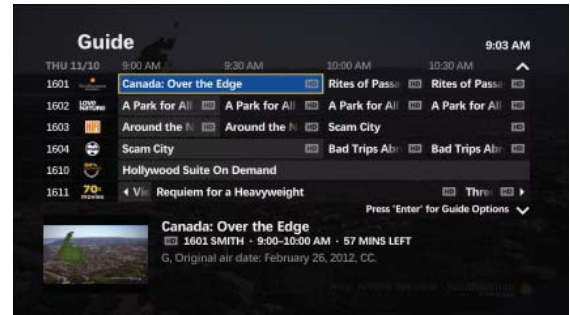 Guide
9:03 AM
THU 11/10 9:00 AM 9:30 AM 10:00 AM 10:30 AM
1601 Canada: Over the Edge HD Rites of Passa HD Rites of Passa HD
1602 LOVE NATURE A Park for All HD A Park for All HD A Park for All HD A Park for All HD
1603 HIFI Around the N HD Around the N HD Scam City HD
1604 Scam City HD Bad Trips Abr HD Bad Trips Abr HD
1610 Hollywood Suite On Demand
1611 70s movies Vi Requiem for a Heavyweight HD Thre HD
Press 'Enter' for Guide Options
Canada: Over the Edge
HD 1601 SMITH · 9:00–10:00 AM · 57 MINS LEFT
G, Original air date: February 26, 2012, CC.